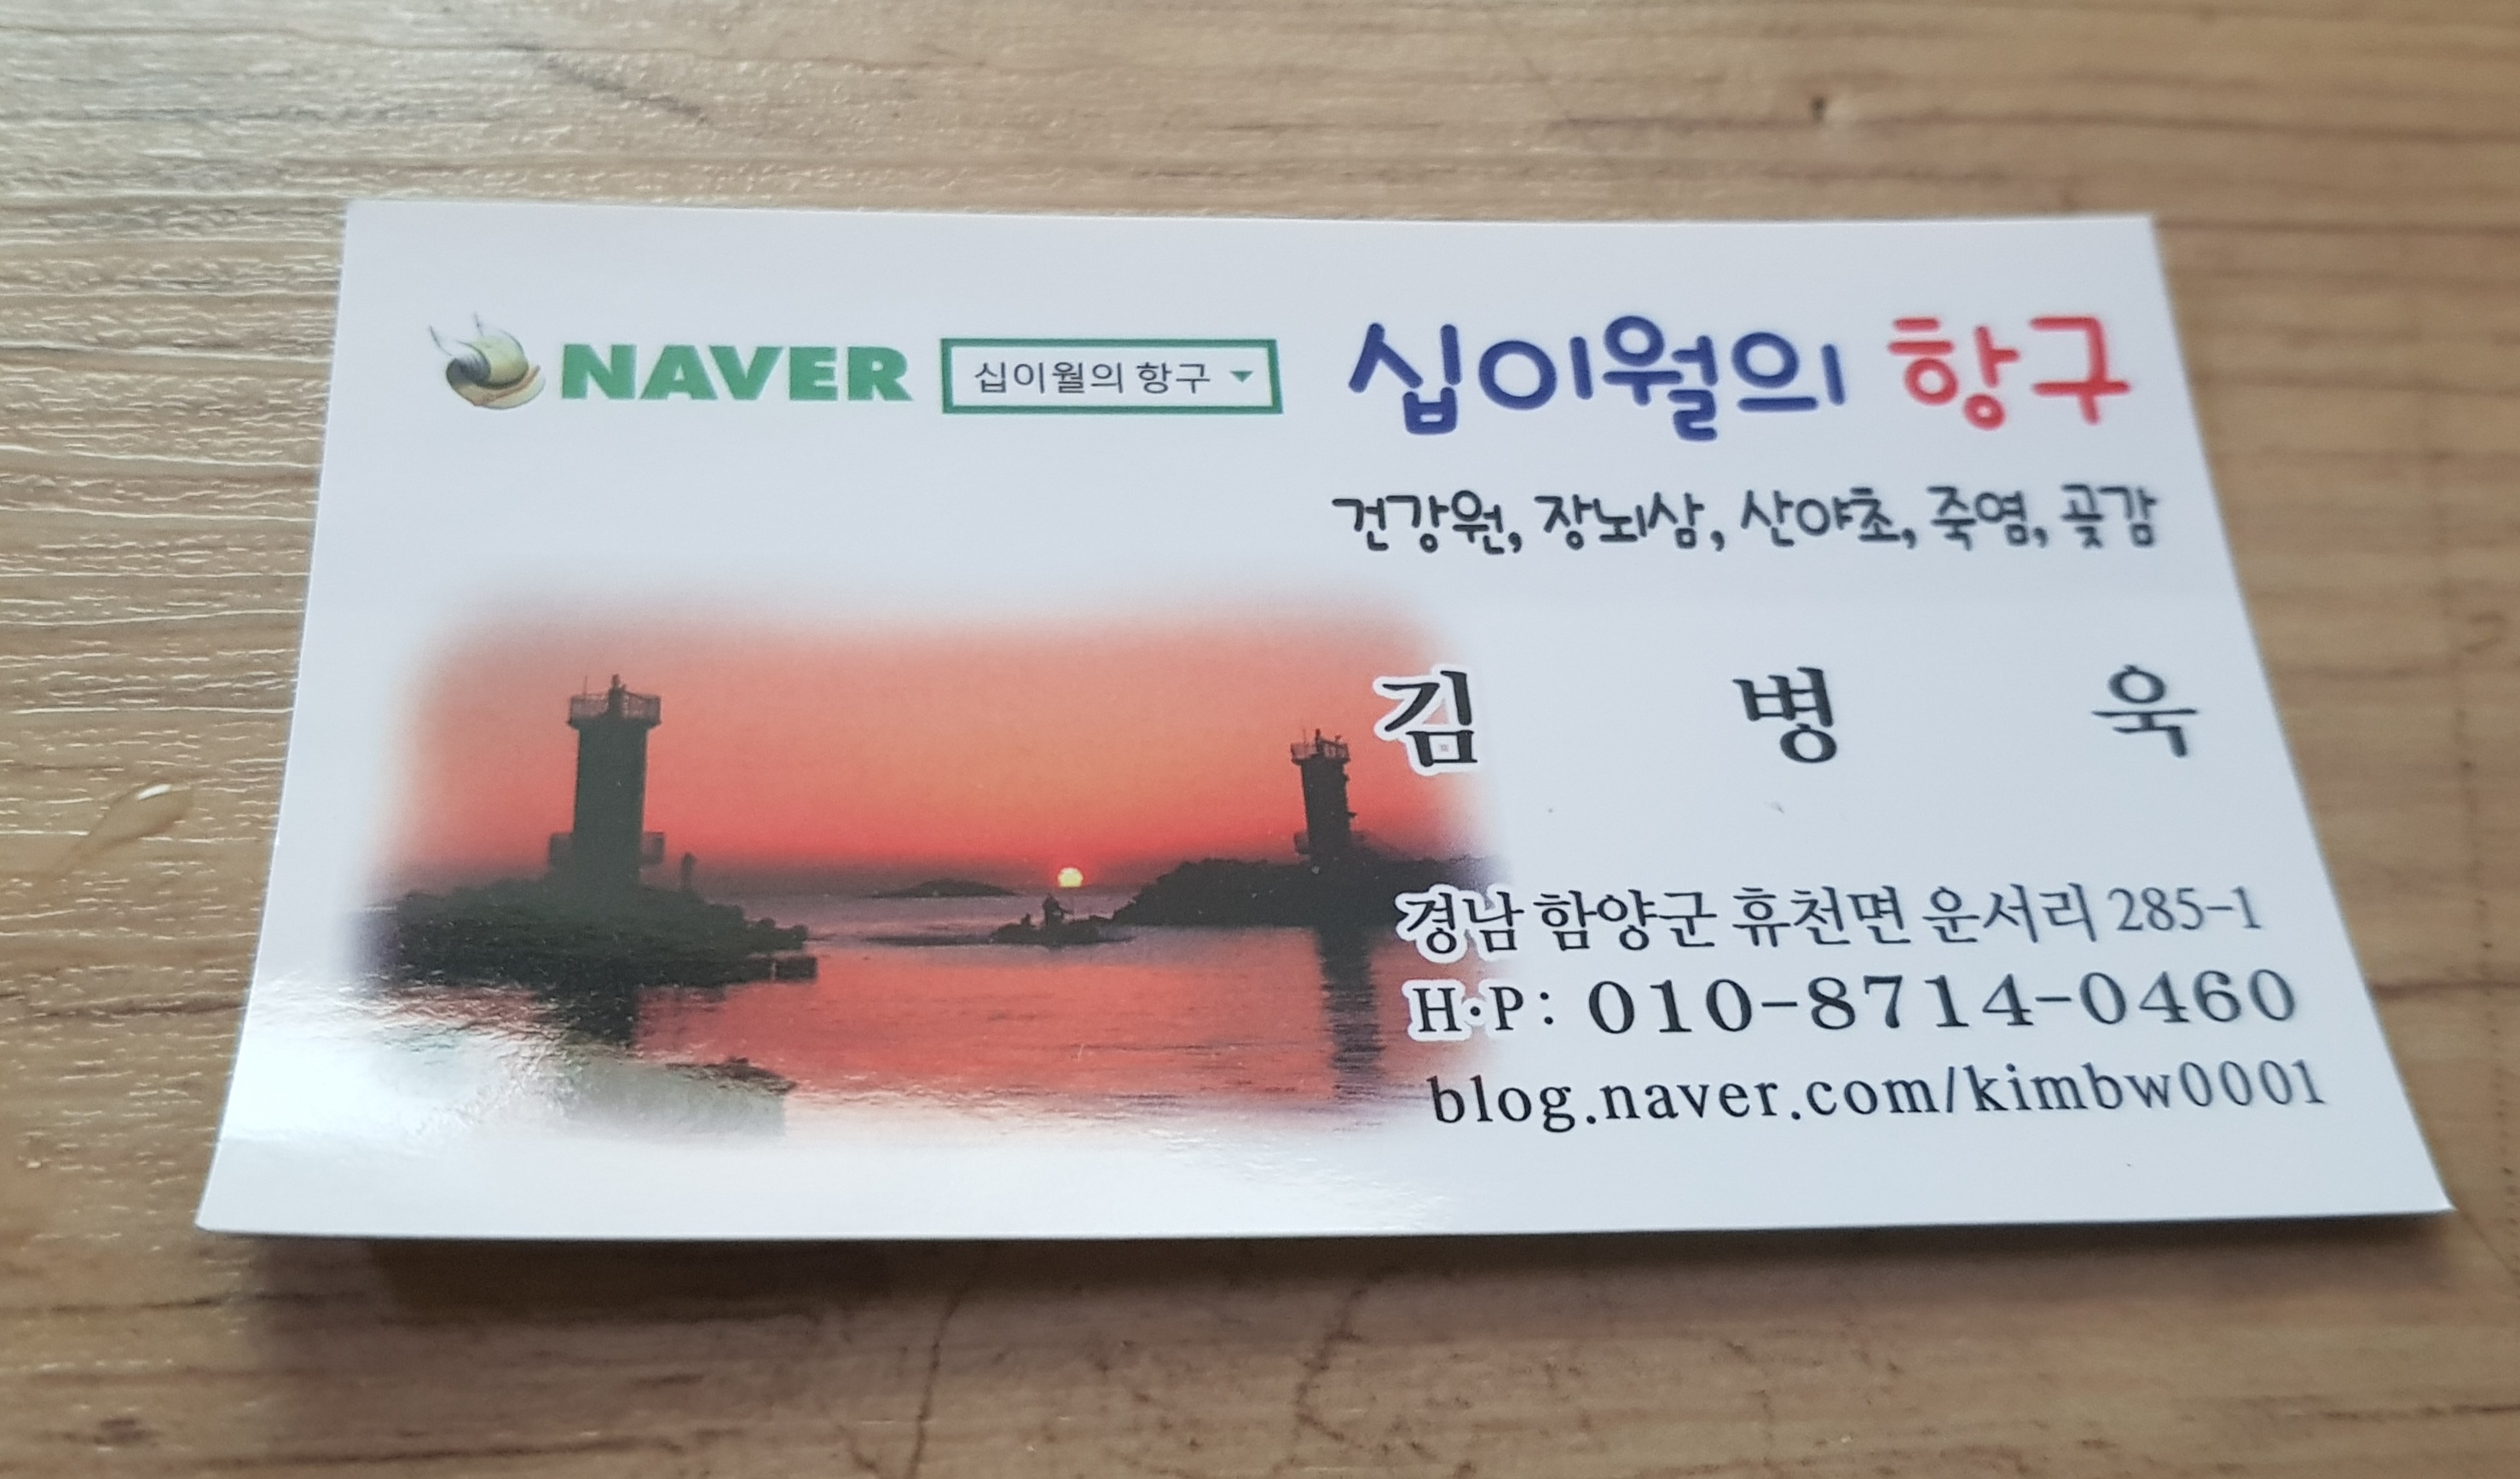 NAVER 십이월의 항구 십이월의 항구
건강원, 장뇌삼, 산야초, 죽염, 곶감
김 병 욱
경남 함양군 휴천면 운서리 285-1
H·P: 010-8714-0460
blog.naver.com/kimbw0001